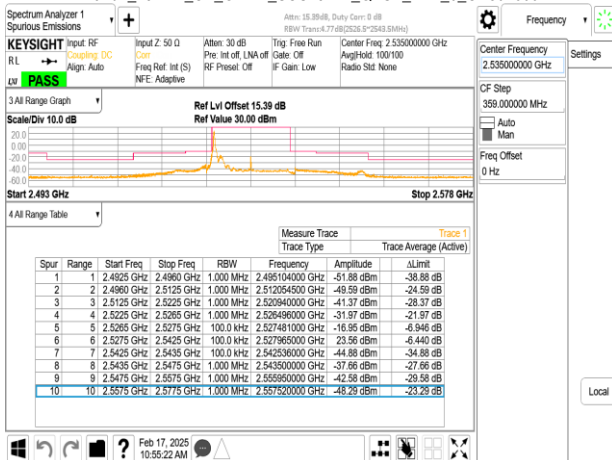 Spectrum Analyzer 1
Spurious Emissions
Attn: 15.39dB, Duty Corr: 0 dB
RBW Trans:4.77dB(2526.5~2543.5MHz)
Frequency
KEYSIGHT
RL
PASS
Input: RF
Coupling: DC
Align: Auto
Input Z: 50 Ω
Corr
Freq Ref: Int (S)
NFE: Adaptive
Atten: 30 dB
Pre: Int off, LNA off
RF Preset: Off
Trig: Free Run
Gate: Off
IF Gain: Low
Center Freq: 2.535000000 GHz
Avg|Hold: 100/100
Radio Std: None
Center Frequency
2.535000000 GHz
Settings
CF Step
359.000000 MHz
Auto
Man
Freq Offset
0 Hz
Local
3 All Range Graph
Scale/Div 10.0 dB
Ref Lvl Offset 15.39 dB
Ref Value 30.00 dBm
20.0
0.00
-20.0
-40.0
-60.0
Start 2.493 GHz
Stop 2.578 GHz
4 All Range Table
Measure Trace Trace 1
Trace Type Trace Average (Active)
Spur Range Start Freq Stop Freq RBW Frequency Amplitude ΔLimit
1 1 2.4925 GHz 2.4960 GHz 1.000 MHz 2.495104000 GHz -51.88 dBm -38.88 dB
2 2 2.4960 GHz 2.5125 GHz 1.000 MHz 2.512054500 GHz -49.59 dBm -24.59 dB
3 3 2.5125 GHz 2.5225 GHz 1.000 MHz 2.520940000 GHz -41.37 dBm -28.37 dB
4 4 2.5225 GHz 2.5265 GHz 1.000 MHz 2.526496000 GHz -31.97 dBm -21.97 dB
5 5 2.5265 GHz 2.5275 GHz 100.0 kHz 2.527481000 GHz -16.95 dBm -6.946 dB
6 6 2.5275 GHz 2.5425 GHz 100.0 kHz 2.527965000 GHz 23.56 dBm -6.440 dB
7 7 2.5425 GHz 2.5435 GHz 100.0 kHz 2.542536000 GHz -44.88 dBm -34.88 dB
8 8 2.5435 GHz 2.5475 GHz 1.000 MHz 2.543500000 GHz -37.66 dBm -27.66 dB
9 9 2.5475 GHz 2.5575 GHz 1.000 MHz 2.555950000 GHz -42.58 dBm -29.58 dB
10 10 2.5575 GHz 2.5775 GHz 1.000 MHz 2.557520000 GHz -48.29 dBm -23.29 dB
Feb 17, 2025
10:55:22 AM